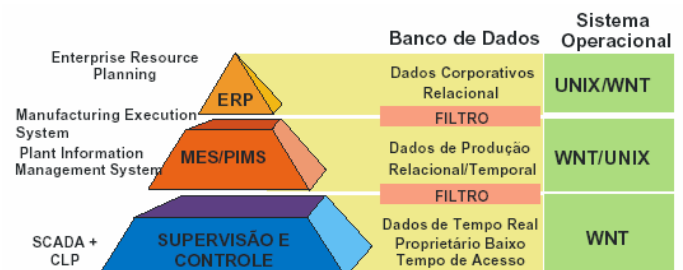 Banco de Dados
Sistema
Operacional
Enterprise Resource
Planning
ERP
Dados Corporativos
Relacional
UNIX/WNT
FILTRO
Manufacturing Execution
System
Plant Information
Management System
MES/PIMS
Dados de Produção
Relacional/Temporal
WNT/UNIX
FILTRO
SCADA +
CLP
SUPERVISÃO E
CONTROLE
Dados de Tempo Real
Proprietário Baixo
Tempo de Acesso
WNT